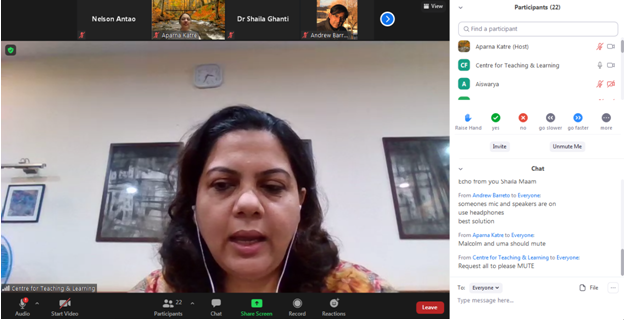 View
Nelson Antao
Aparna Katre
Dr Shaila Ghanti
Andrew Barr...
Centre for Teaching & Learning
Audio
Start Video
22
Participants
Chat
Share Screen
Record
Reactions
Leave
Participants (22)
Find a participant
Aparna Katre (Host)
CF Centre for Teaching & Learning
A Aiswarya
Raise Hand
yes
no
go slower
go faster
more
Invite
Unmute Me
Chat
Echo from you Shaila Maam
From Andrew Barreto to Everyone:
someones mic and speakers are on
use headphones
best solution
From Aparna Katre to Everyone:
Malcolm and uma should mute
From Centre for Teaching & Learning to Everyone:
Request all to please MUTE
To: Everyone
File
Type message here...